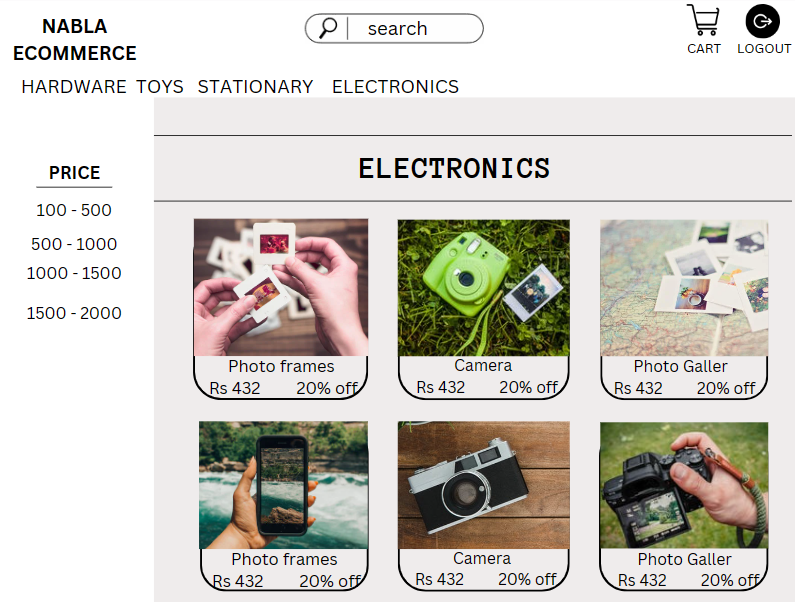 NABLA
ECOMMERCE
search
CART
LOGOUT
HARDWARE TOYS STATIONARY ELECTRONICS
PRICE
100 - 500
500 - 1000
1000 - 1500
1500 - 2000
ELECTRONICS
Photo frames
Rs 432 20% off
Camera
Rs 432 20% off
Photo Galler
Rs 432 20% off
Photo frames
Rs 432 20% off
Camera
Rs 432 20% off
Photo Galler
Rs 432 20% off